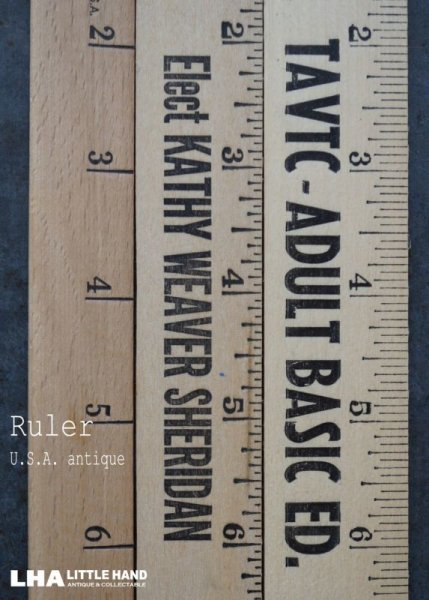 S.A.
2 3 4 5 6
Elect KATHY WEAVER SHERIDAN
2 3 4 5 6
TAVTC - ADULT BASIC ED.
2 3 4 5 6
Ruler
U.S.A. antique
LHA LITTLE HAND
ANTIQUE & COLLECTABLE